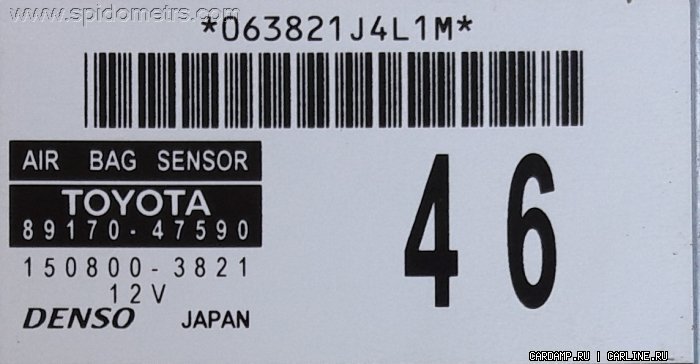 www.spidometrs.com
*063821J4L1M*
AIR BAG SENSOR
TOYOTA
89170-47590
150800-3821
12V
DENSO JAPAN
46
CARDAMP.RU | CARLINE.RU